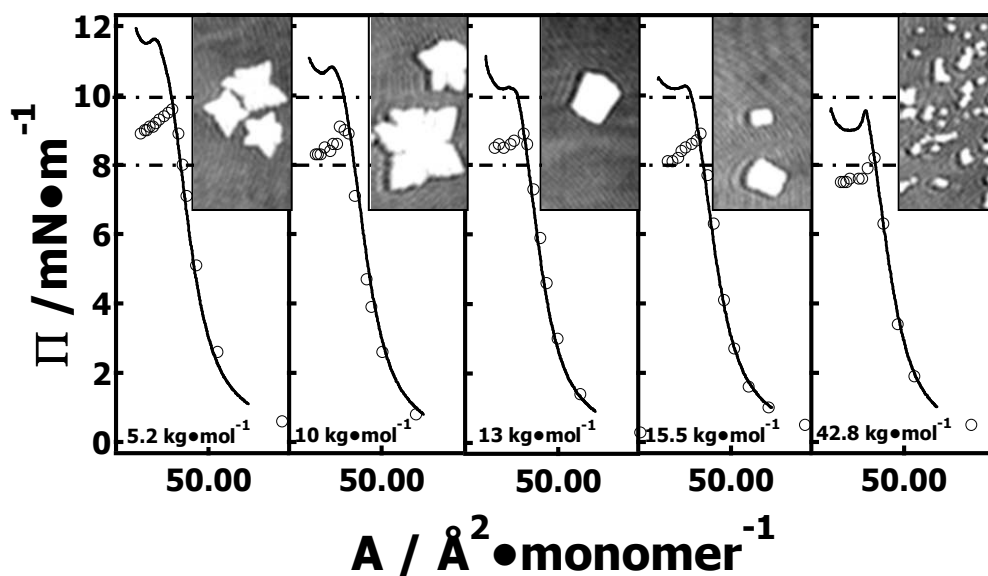 12
10
8
6
4
2
0
Π /mN●m⁻¹
5.2 kg●mol⁻¹
10 kg●mol⁻¹
13 kg●mol⁻¹
15.5 kg●mol⁻¹
42.8 kg●mol⁻¹
50.00 50.00 50.00 50.00 50.00
A / Å²●monomer⁻¹